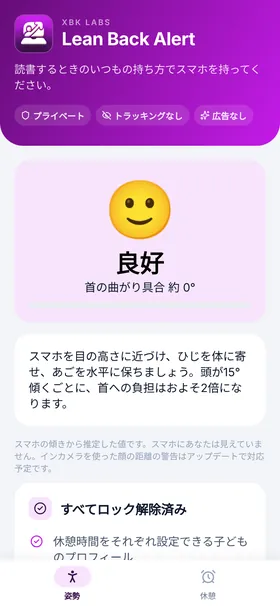 XBK LABS
Lean Back Alert
読書するときのいつもの持ち方でスマホを持ってく
ださい。
プライベート
トラッキングなし
広告なし
良好
首の曲がり具合 約 0°
スマホを目の高さに近づけ、ひじを体に寄
せ、あごを水平に保ちましょう。頭が15°
傾くごとに、首への負担はおよそ2倍にな
ります。
スマホの傾きから推定した値です。スマホにあなたは見えていま
せん。インカメラを使った顔の距離の警告はアップデートで対応
予定です。
すべてロック解除済み
休憩時間をそれぞれ設定できる子ども
のプロフィール
姿勢
休憩